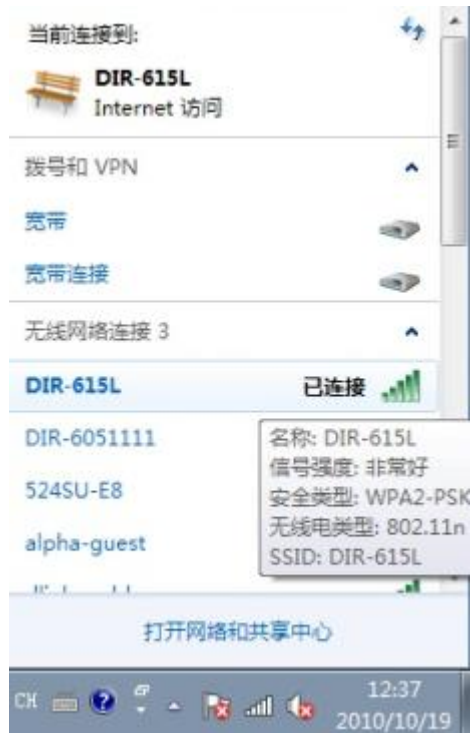 当前连接到:
DIR-615L
Internet 访问
拨号和 VPN
宽带
宽带连接
无线网络连接 3
DIR-615L 已连接
DIR-6051111
名称: DIR-615L
信号强度: 非常好
524SU-E8
安全类型: WPA2-PSK
无线电类型: 802.11n
alpha-guest
SSID: DIR-615L
打开网络和共享中心
CH
12:37
2010/10/19